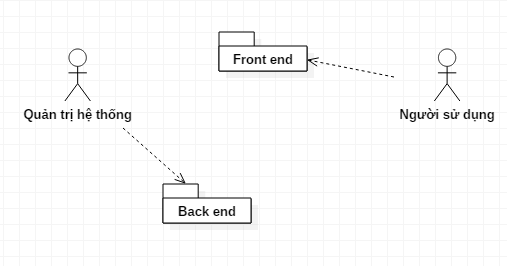 Front end
Quản trị hệ thống
Người sử dụng
Back end